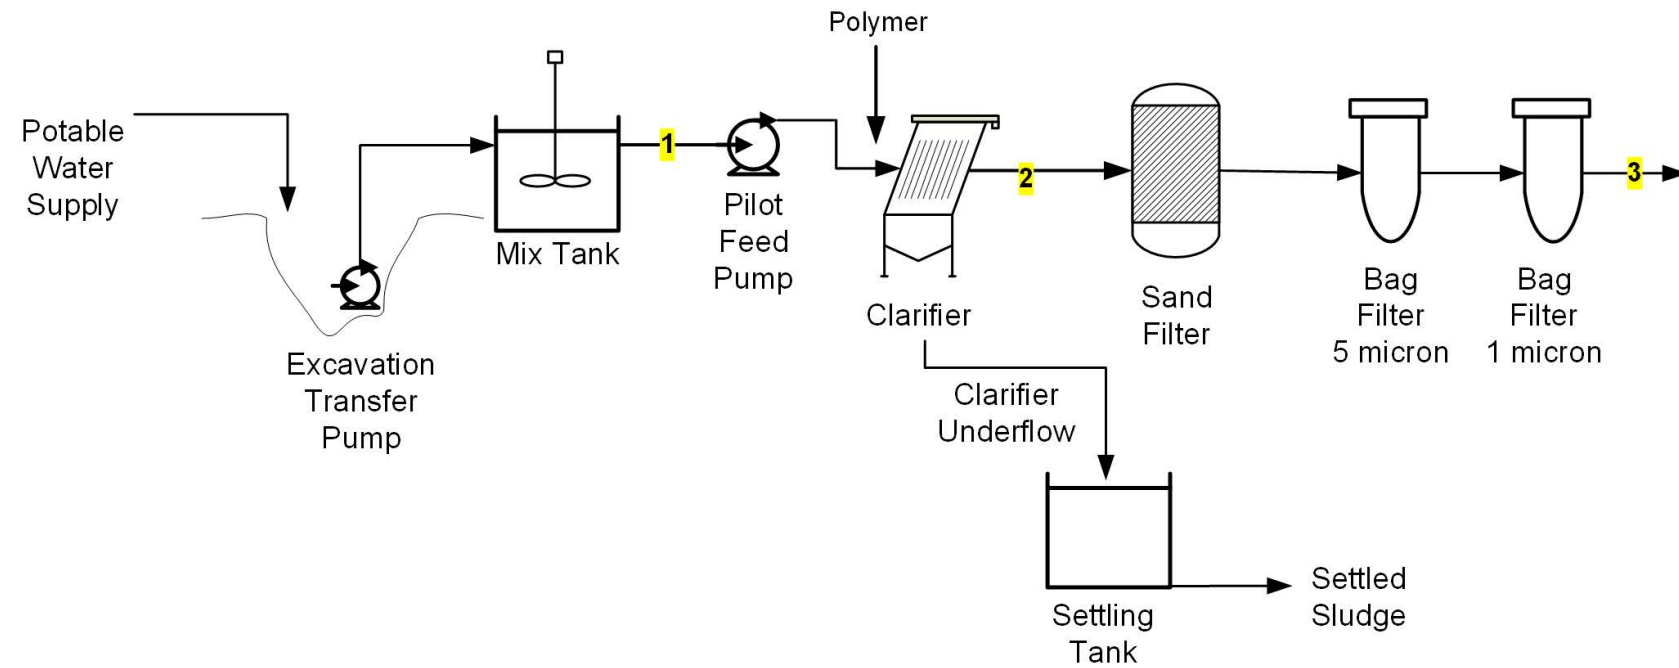 Polymer
Potable
Water
Supply
1
2
3
Mix Tank
Pilot
Feed
Pump
Excavation
Transfer
Pump
Clarifier
Sand
Filter
Bag
Filter
5 micron
Bag
Filter
1 micron
Clarifier
Underflow
Settling
Tank
Settled
Sludge